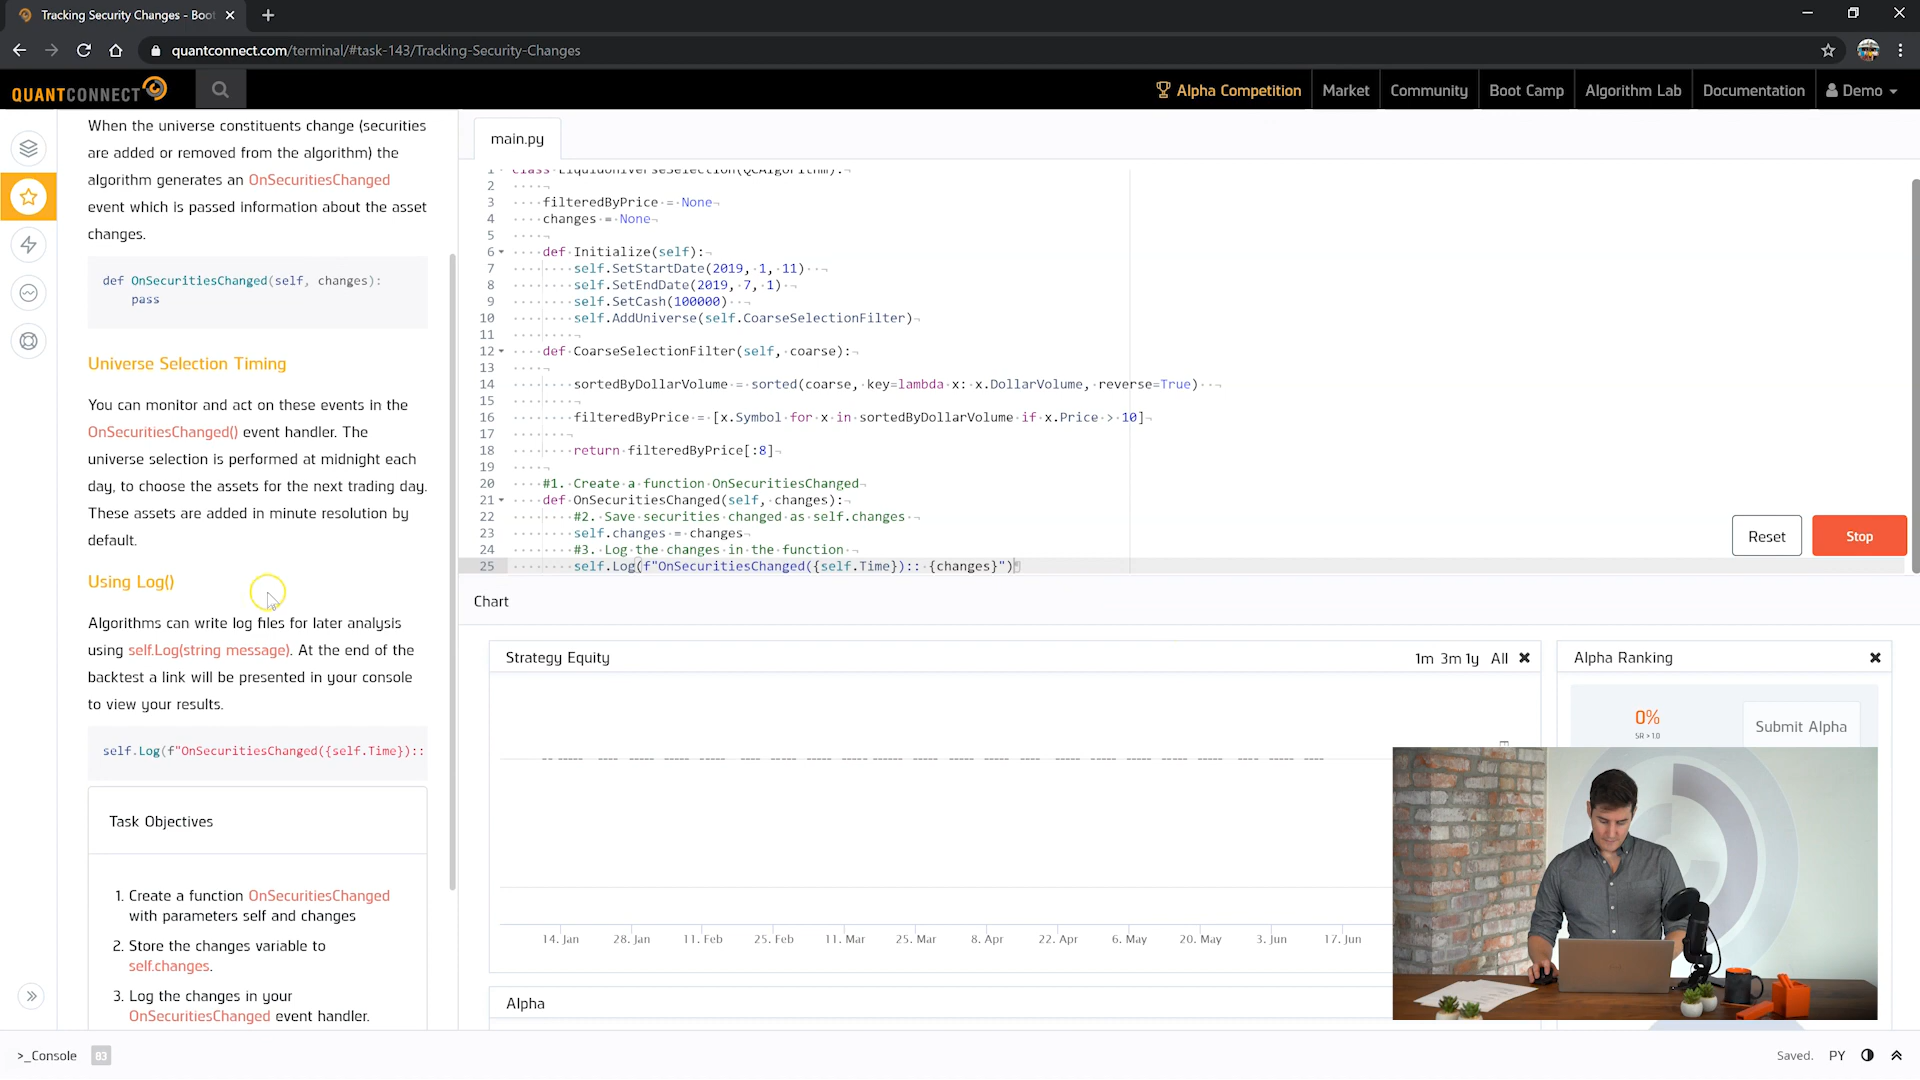 Tracking Security Changes - Boot
quantconnect.com/terminal/#task-143/Tracking-Security-Changes
QUANTCONNECT
Alpha Competition
Market
Community
Boot Camp
Algorithm Lab
Documentation
Demo
When the universe constituents change (securities
are added or removed from the algorithm) the
algorithm generates an OnSecuritiesChanged
event which is passed information about the asset
changes.
def OnSecuritiesChanged(self, changes):
pass
Universe Selection Timing
You can monitor and act on these events in the
OnSecuritiesChanged() event handler. The
universe selection is performed at midnight each
day, to choose the assets for the next trading day.
These assets are added in minute resolution by
default.
Using Log()
Algorithms can write log files for later analysis
using self.Log(string message). At the end of the
backtest a link will be presented in your console
to view your results.
self.Log(f"OnSecuritiesChanged({self.Time})::
Task Objectives
1. Create a function OnSecuritiesChanged
with parameters self and changes
2. Store the changes variable to
self.changes.
3. Log the changes in your
OnSecuritiesChanged event handler.
main.py
1 class LiquidUniverseSelection(QCAlgorithm):
2
3 filteredByPrice = None
4 changes = None
5
6 def Initialize(self):
7 self.SetStartDate(2019, 1, 11)
8 self.SetEndDate(2019, 7, 1)
9 self.SetCash(100000)
10 self.AddUniverse(self.CoarseSelectionFilter)
11
12 def CoarseSelectionFilter(self, coarse):
13
14 sortedByDollarVolume = sorted(coarse, key=lambda x: x.DollarVolume, reverse=True)
15
16 filteredByPrice = [x.Symbol for x in sortedByDollarVolume if x.Price > 10]
17
18 return filteredByPrice[:8]
19
20 #1. Create a function OnSecuritiesChanged
21 def OnSecuritiesChanged(self, changes):
22 #2. Save securities changed as self.changes
23 self.changes = changes
24 #3. Log the changes in the function
25 self.Log(f"OnSecuritiesChanged({self.Time}):: {changes}")
Reset
Stop
Chart
Strategy Equity
1m 3m 1y All
14. Jan
28. Jan
11. Feb
25. Feb
11. Mar
25. Mar
8. Apr
22. Apr
6. May
20. May
3. Jun
17. Jun
Alpha Ranking
0%
SR > 1.0
Submit Alpha
Alpha
>_Console 83
Saved. PY